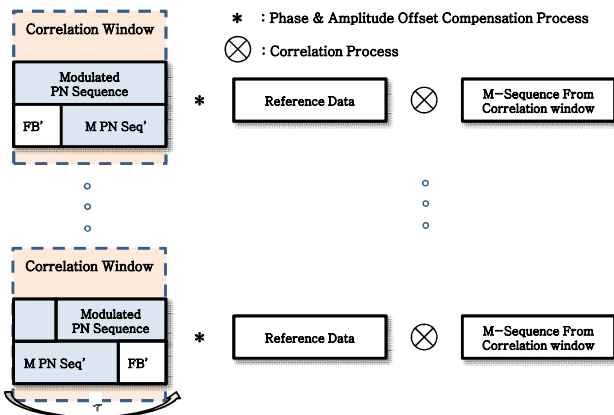 * : Phase & Amplitude Offset Compensation Process
: Correlation Process
Correlation Window
Modulated
PN Sequence
FB'
M PN Seq'
*
Reference Data
M-Sequence From
Correlation window
Correlation Window
Modulated
PN Sequence
M PN Seq'
FB'
*
Reference Data
M-Sequence From
Correlation window
τ